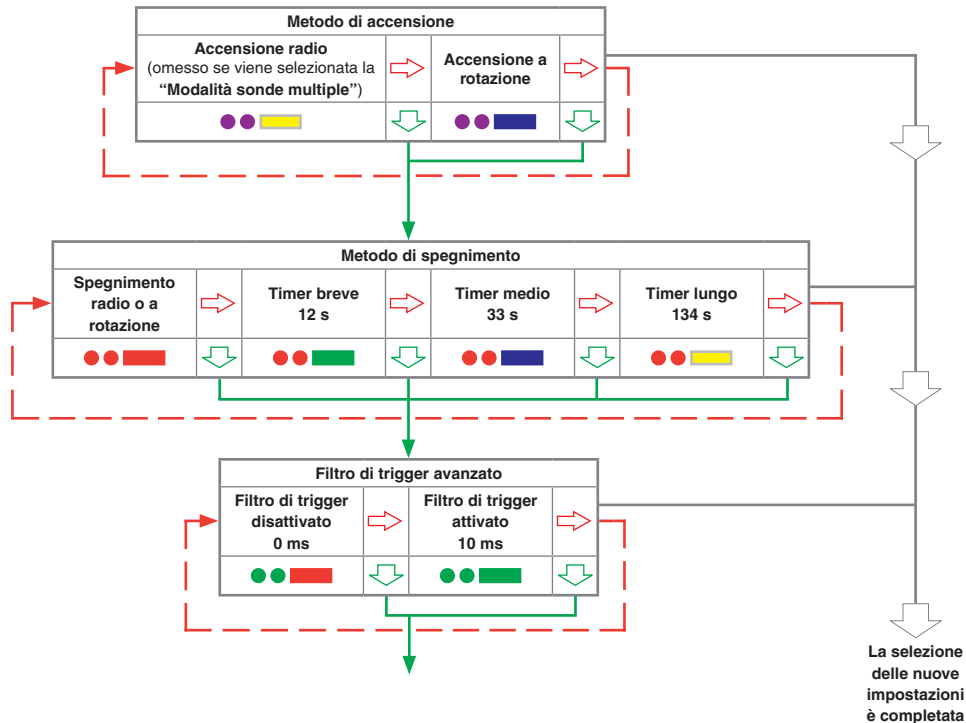 Metodo di accensione
Accensione radio
(omesso se viene selezionata la
“Modalità sonde multiple”)
Accensione a
rotazione
Metodo di spegnimento
Spegnimento
radio o a
rotazione
Timer breve
12 s
Timer medio
33 s
Timer lungo
134 s
Filtro di trigger avanzato
Filtro di trigger
disattivato
0 ms
Filtro di trigger
attivato
10 ms
La selezione
delle nuove
impostazioni
è completata